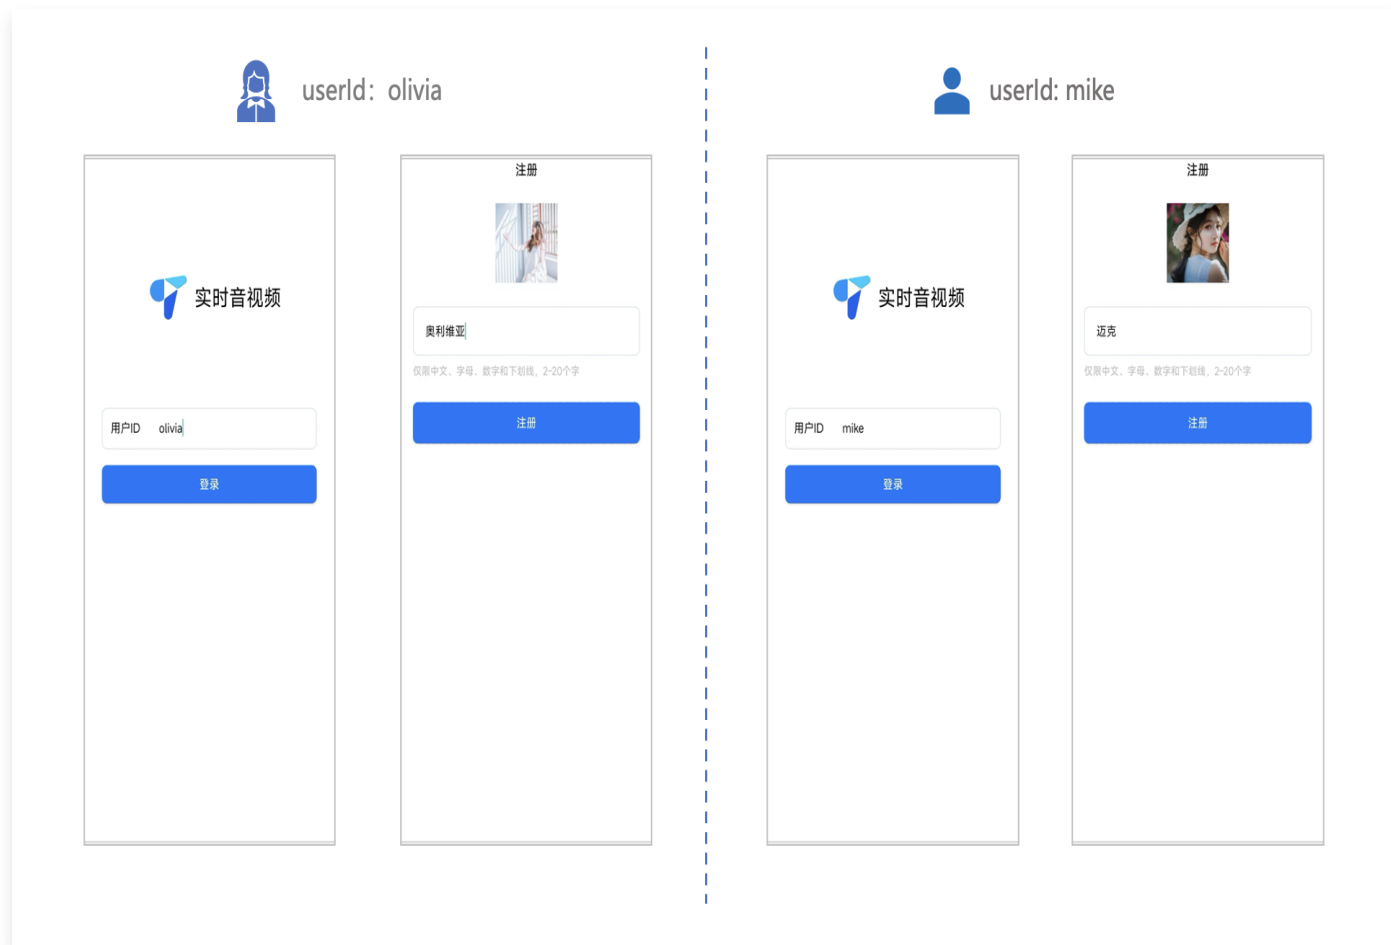 userId：olivia
实时音视频
用户ID olivia
登录
注册
奥利维亚
仅限中文、字母、数字和下划线，2-20个字
注册
userId: mike
实时音视频
用户ID mike
登录
注册
迈克
仅限中文、字母、数字和下划线，2-20个字
注册